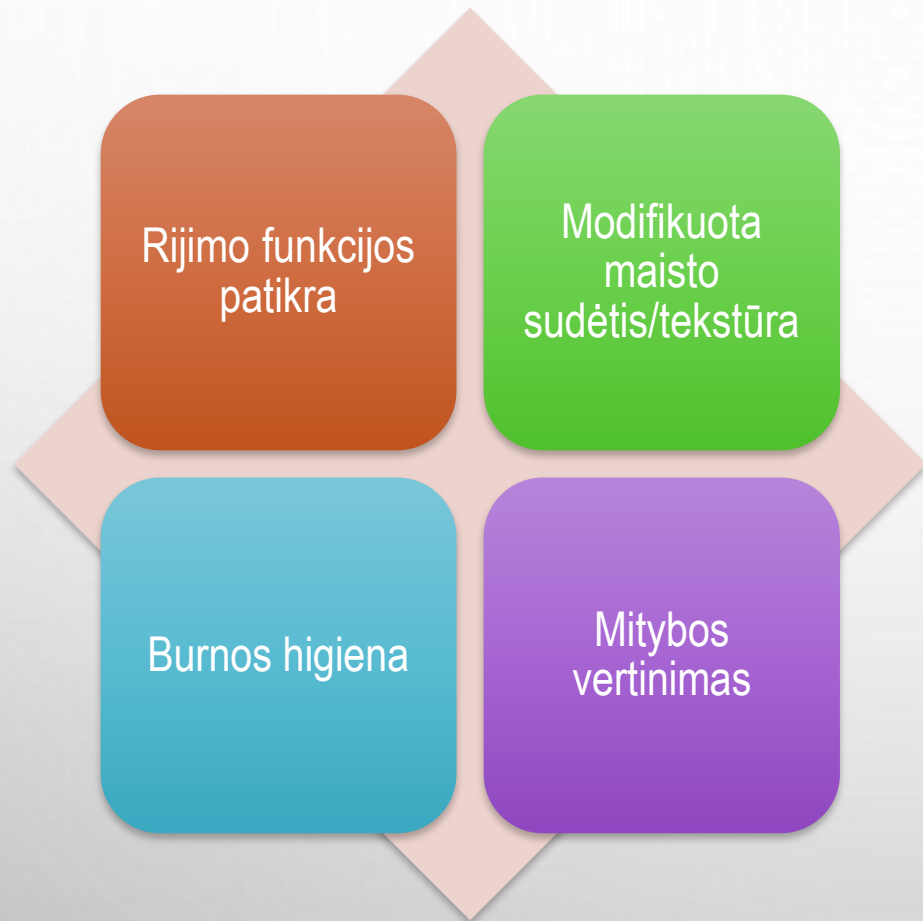 Rijimo funkcijos
patikra
Modifikuota
maisto
sudėtis/tekstūra
Burnos higiena
Mitybos
vertinimas